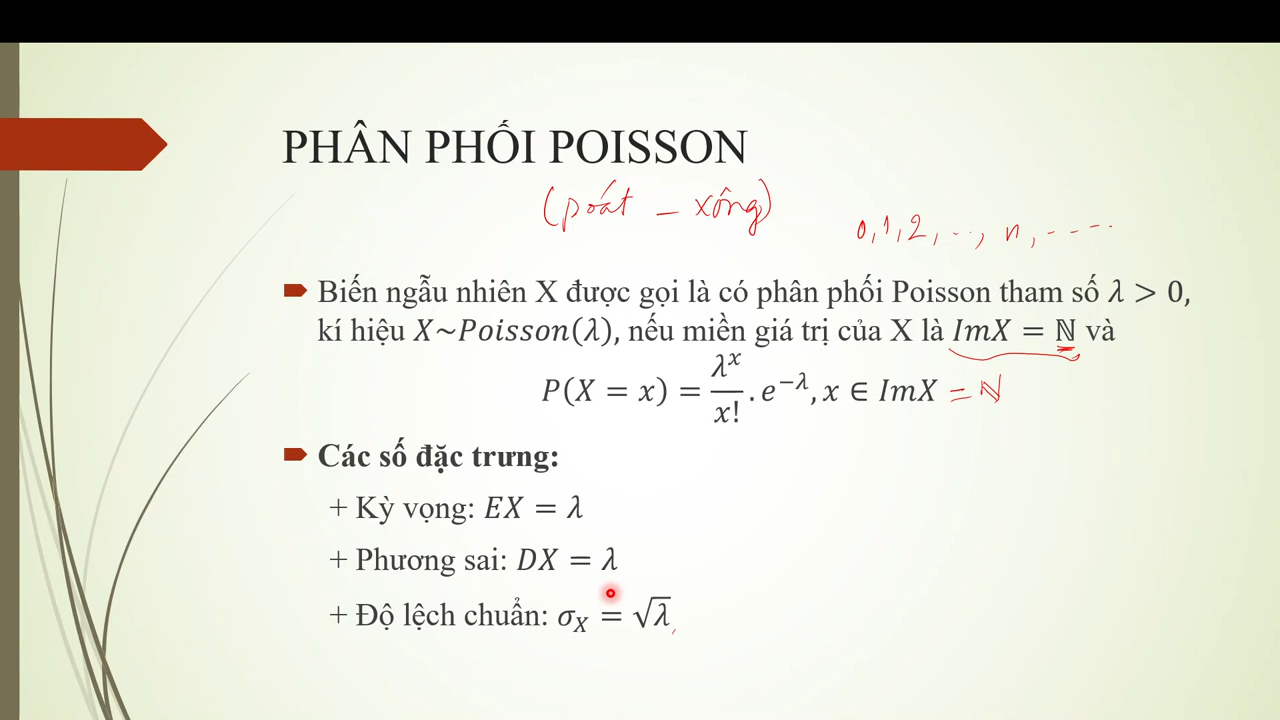 PHÂN PHỐI POISSON
(poát – xông)
0, 1, 2, ..., n, ....
Biến ngẫu nhiên X được gọi là có phân phối Poisson tham số λ > 0,
kí hiệu X~Poisson(λ), nếu miền giá trị của X là ImX = ℕ và
P(X = x) = λ^x / x! . e^{−λ}, x ∈ ImX = ℕ
Các số đặc trưng:
+ Kỳ vọng: EX = λ
+ Phương sai: DX = λ
+ Độ lệch chuẩn: σ_X = √λ